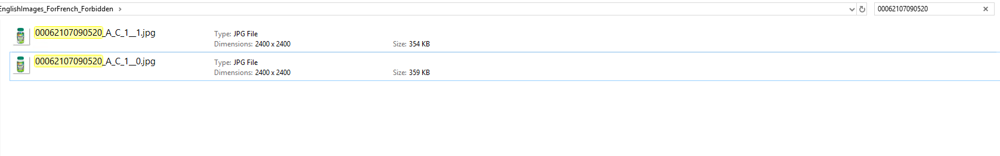 EnglishImages_ForFrench_Forbidden
00062107090520
00062107090520_A_C_1__1.jpg
Type: JPG File
Dimensions: 2400 x 2400
Size: 354 KB
00062107090520_A_C_1__0.jpg
Type: JPG File
Dimensions: 2400 x 2400
Size: 359 KB